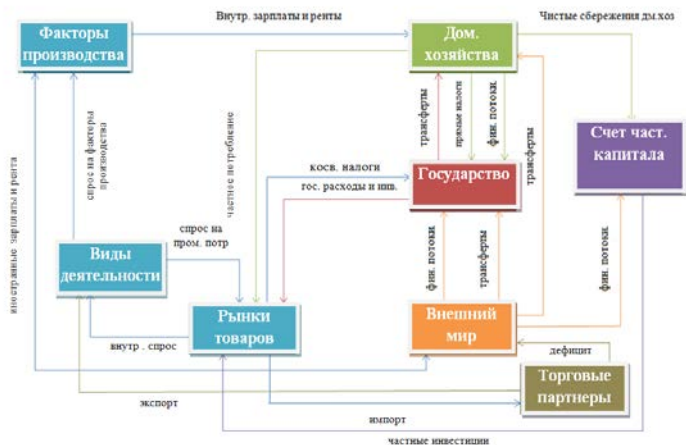 Внутр. зарплаты и ренты
Чистые сбережения дм.хоз
Факторы
производства
Дом.
хозяйства
спрос на факторы
производства
частное потребление
трансферты
прямые налоги
фин. потоки.
трансферты
Счет част.
капитала
косв. налоги
гос. расходы и инв.
Государство
иностранные зарплаты и рента
спрос на
пром. потр
Виды
деятельности
фин. потоки.
трансферты
фин. потоки.
Рынки
товаров
Внешний
мир
внутр . спрос
дефицит
Торговые
партнеры
экспорт
импорт
частные инвестиции